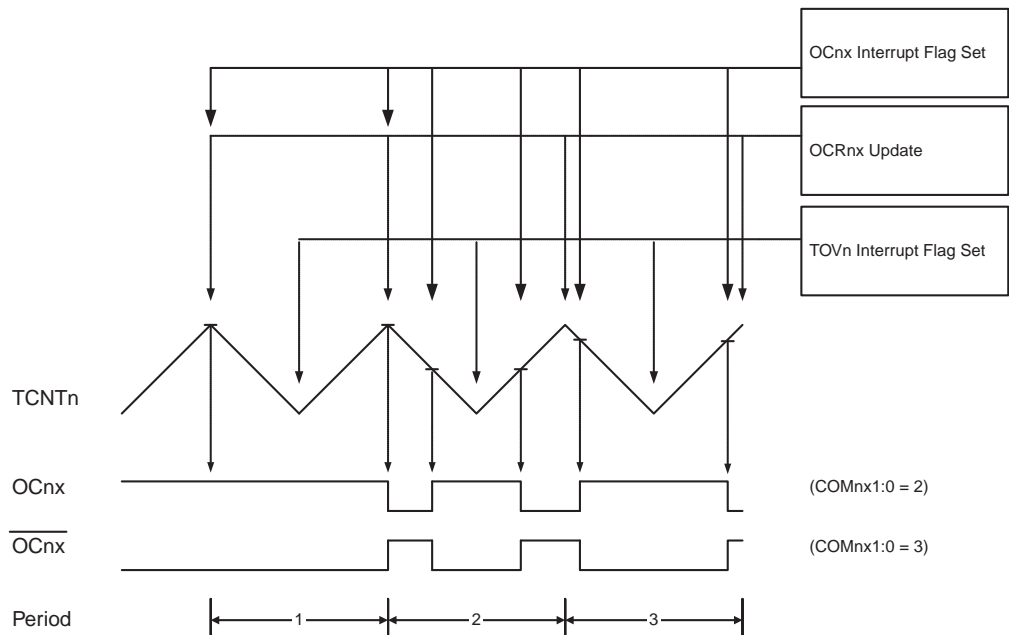 OCnx Interrupt Flag Set
OCRnx Update
TOVn Interrupt Flag Set
TCNTn
OCnx
(COMnx1:0 = 2)
OCnx
(COMnx1:0 = 3)
Period
1
2
3